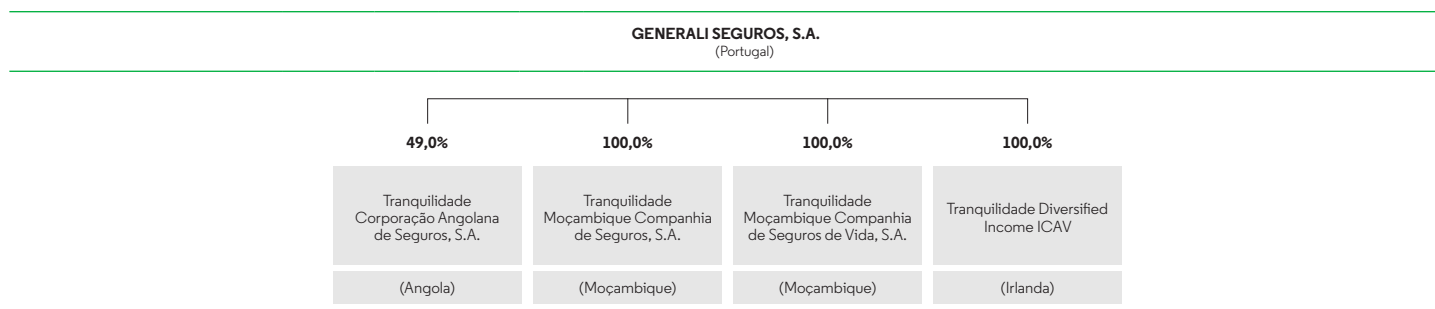 GENERALI SEGUROS, S.A.
(Portugal)
49,0%
100,0%
100,0%
100,0%
Tranquilidade
Corporação Angolana
de Seguros, S.A.
Tranquilidade
Moçambique Companhia
de Seguros, S.A.
Tranquilidade
Moçambique Companhia
de Seguros de Vida, S.A.
Tranquilidade Diversified
Income ICAV
(Angola)
(Moçambique)
(Moçambique)
(Irlanda)